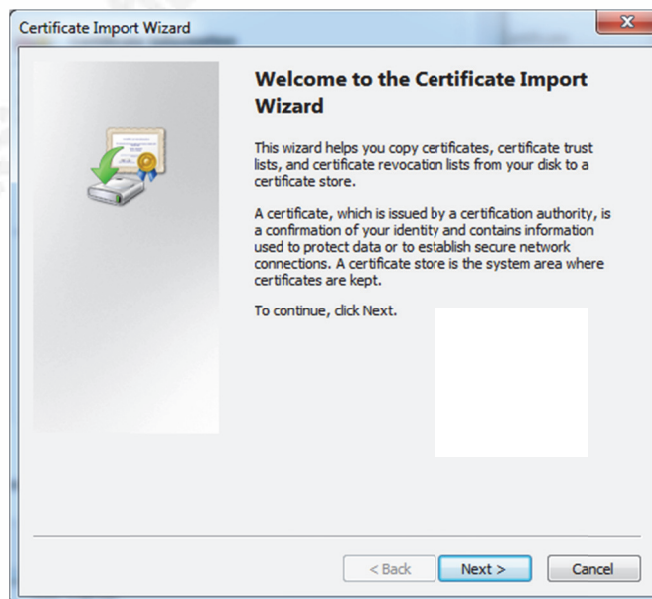 Certificate Import Wizard
Welcome to the Certificate Import
Wizard
This wizard helps you copy certificates, certificate trust
lists, and certificate revocation lists from your disk to a
certificate store.
A certificate, which is issued by a certification authority, is
a confirmation of your identity and contains information
used to protect data or to establish secure network
connections. A certificate store is the system area where
certificates are kept.
To continue, click Next.
< Back Next > Cancel